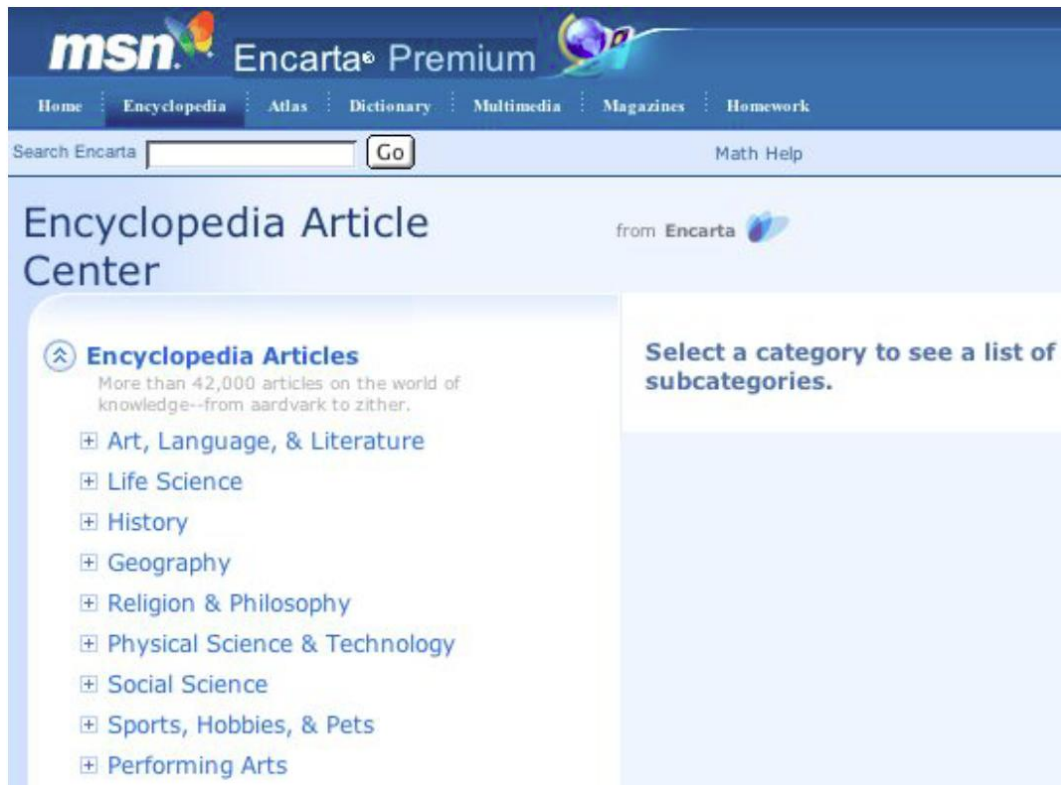 msn. Encarta® Premium
Home Encyclopedia Atlas Dictionary Multimedia Magazines Homework
Search Encarta Go Math Help
Encyclopedia Article
Center
from Encarta
Encyclopedia Articles
More than 42,000 articles on the world of
knowledge--from aardvark to zither.
Art, Language, & Literature
Life Science
History
Geography
Religion & Philosophy
Physical Science & Technology
Social Science
Sports, Hobbies, & Pets
Performing Arts
Select a category to see a list of
subcategories.